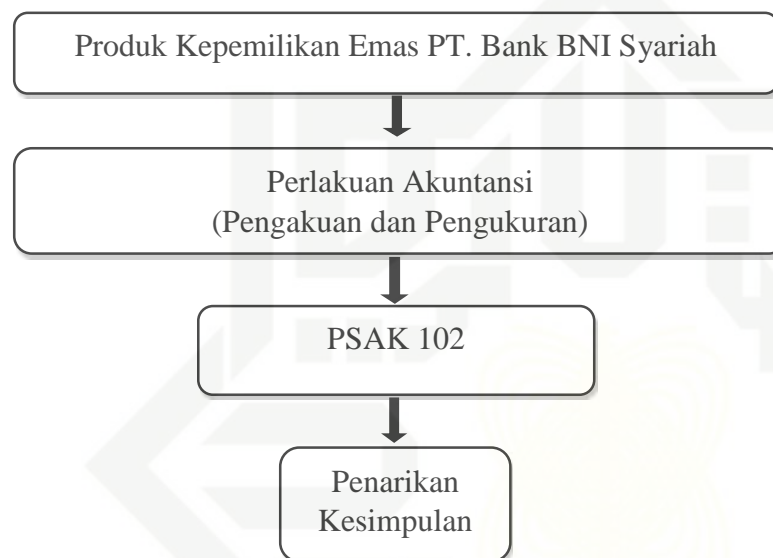 Produk Kepemilikan Emas PT. Bank BNI Syariah
Perlakuan Akuntansi
(Pengakuan dan Pengukuran)
PSAK 102
Penarikan
Kesimpulan